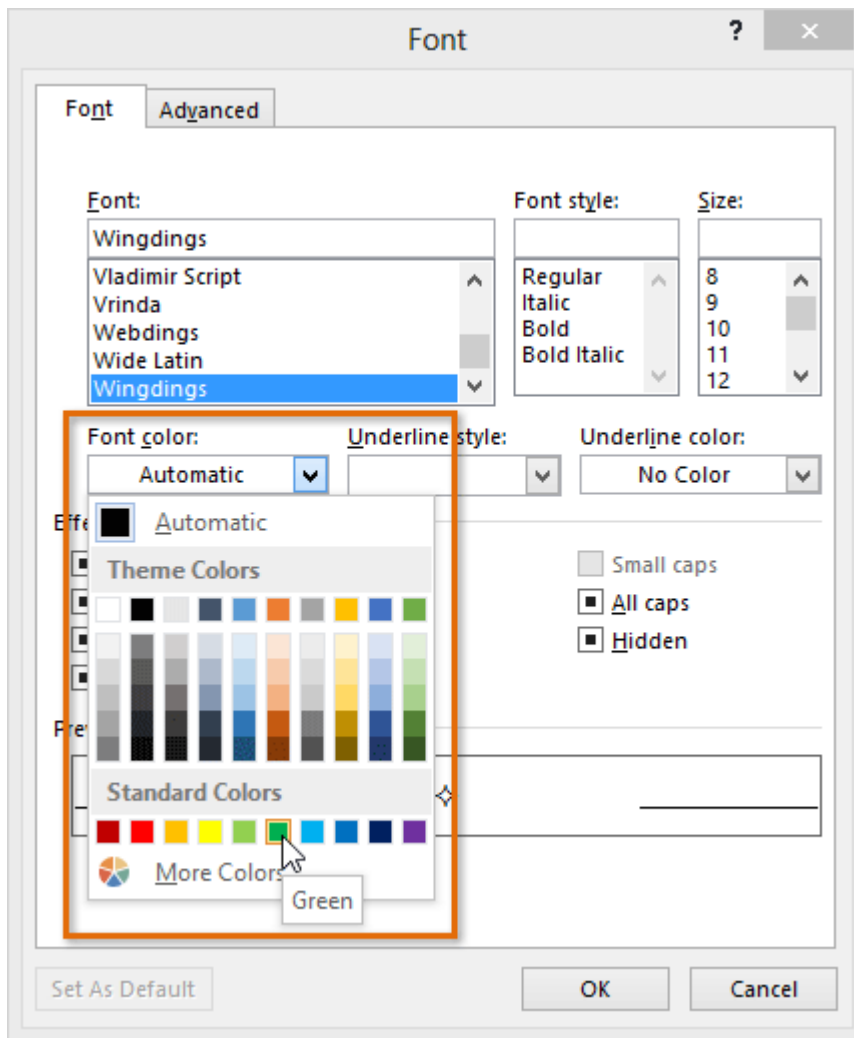 Font
?
Font Advanced
Font: Font style: Size:
Wingdings
Vladimir Script Regular 8
Vrinda Italic 9
Webdings Bold 10
Wide Latin Bold Italic 11
Wingdings 12
Font color: Underline style: Underline color:
Automatic No Color
Automatic
Theme Colors Small caps
All caps
Hidden
Standard Colors
More Colors
Green
Set As Default OK Cancel